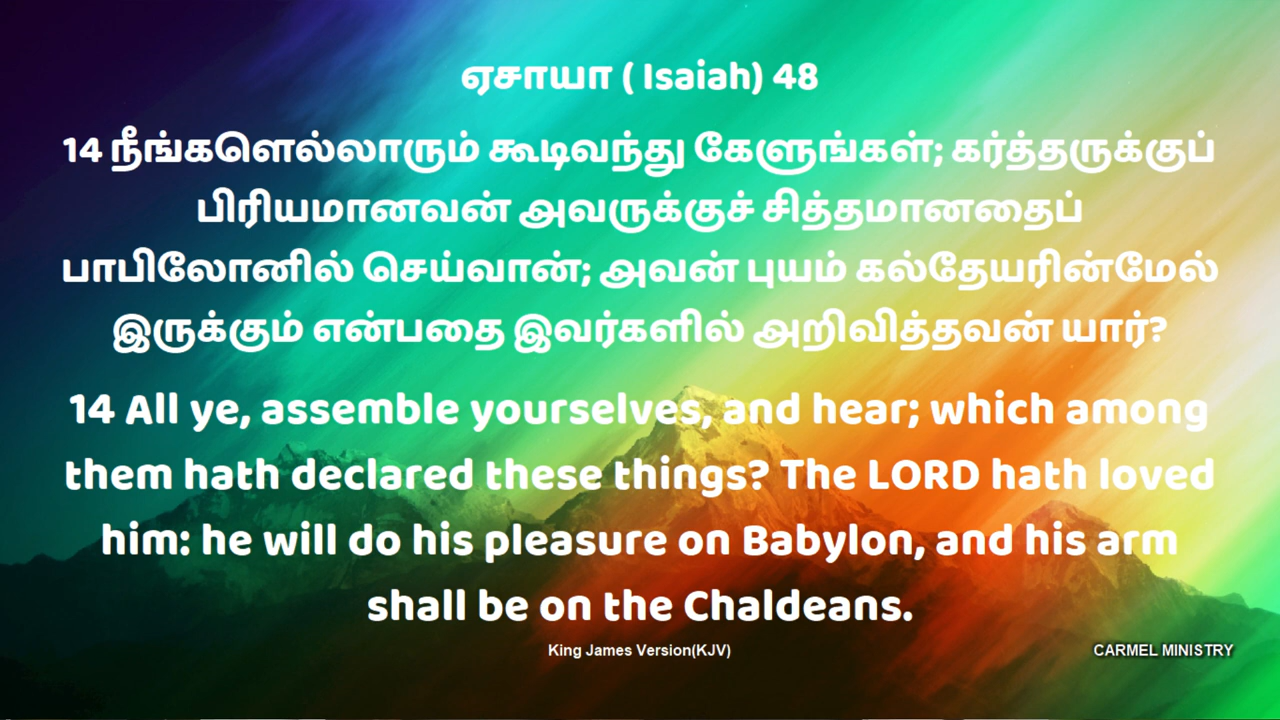 ஏசாயா ( Isaiah) 48
14 நீங்களெல்லாரும் கூடிவந்து கேளுங்கள்; கர்த்தருக்குப்
பிரியமானவன் அவருக்குச் சித்தமானதைப்
பாபிலோனில் செய்வான்; அவன் புயம் கல்தேயரின்மேல்
இருக்கும் என்பதை இவர்களில் அறிவித்தவன் யார்?
14 All ye, assemble yourselves, and hear; which among
them hath declared these things? The LORD hath loved
him: he will do his pleasure on Babylon, and his arm
shall be on the Chaldeans.
King James Version(KJV)
CARMEL MINISTRY